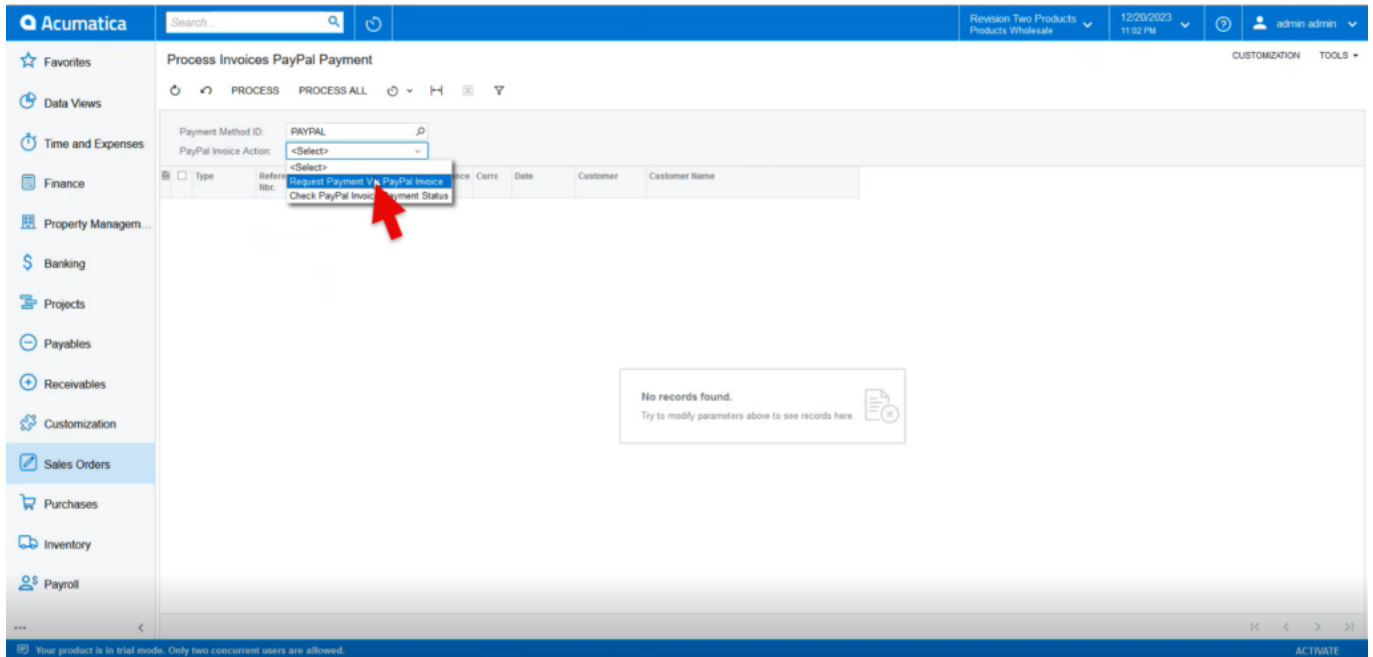 Acumatica
Search...
Revision Two Products
Products Wholesale
12/20/2023
11:02 PM
admin admin
Favorites
Data Views
Time and Expenses
Finance
Property Managem...
Banking
Projects
Payables
Receivables
Customization
Sales Orders
Purchases
Inventory
Payroll
Process Invoices PayPal Payment
CUSTOMIZATION TOOLS
PROCESS PROCESS ALL
Payment Method ID: PAYPAL
PayPal Invoice Action: <Select>
<Select>
Request Payment Via PayPal Invoice
Check PayPal Invoice Payment Status
Type Date Customer Customer Name
Nbr.
No records found.
Try to modify parameters above to see records here.
Your product is in trial mode. Only two concurrent users are allowed.
ACTIVATE